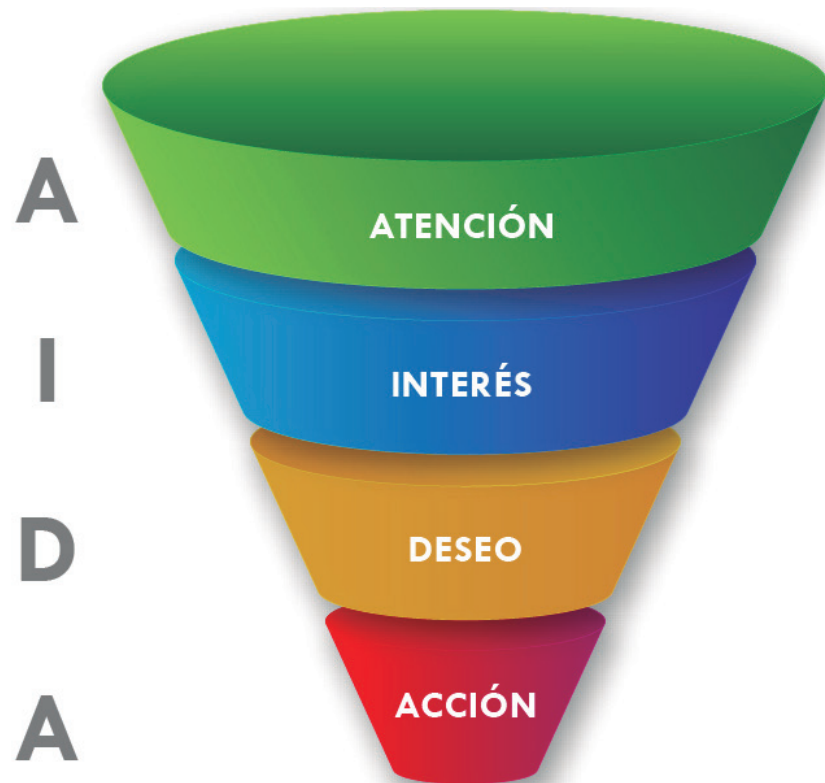 A
ATENCIÓN
I
INTERÉS
D
DESEO
A
ACCIÓN